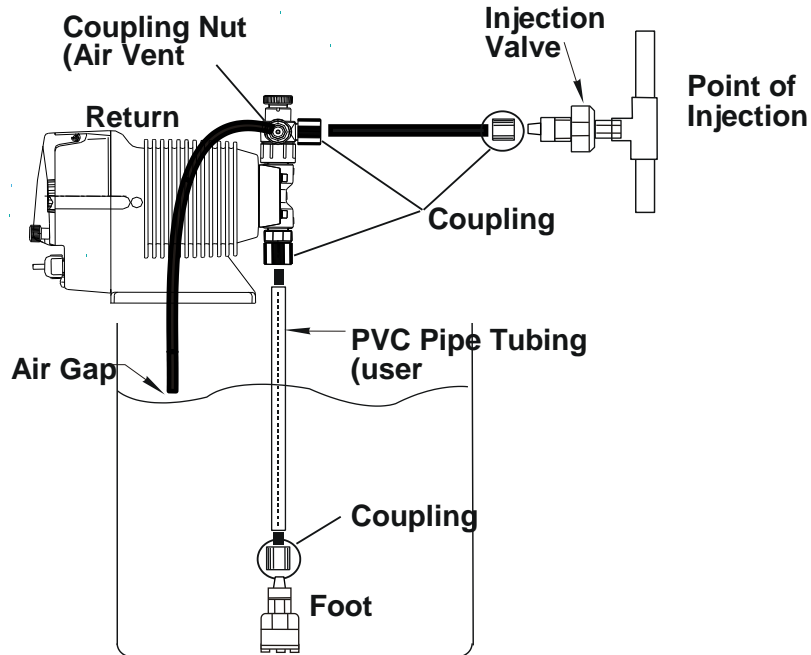 Coupling Nut
(Air Vent
Injection
Valve
Return
Point of
Injection
Coupling
PVC Pipe Tubing
(user
Air Gap
Coupling
Foot